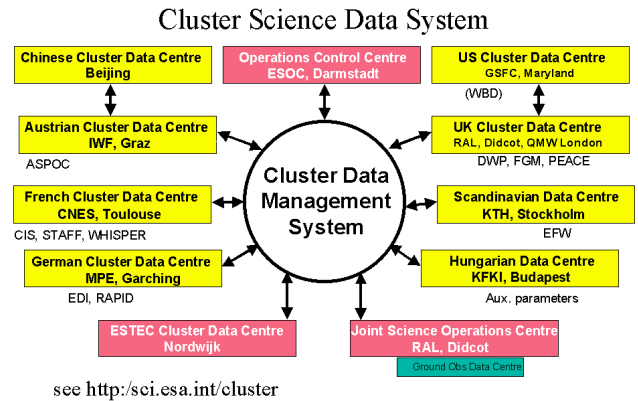 Cluster Science Data System
Chinese Cluster Data Centre
Beijing
Operations Control Centre
ESOC, Darmstadt
US Cluster Data Centre
GSFC, Maryland
(WBD)
Austrian Cluster Data Centre
IWF, Graz
ASPOC
UK Cluster Data Centre
RAL, Didcot, QMW London
DWP, FGM, PEACE
Cluster Data
Management
System
French Cluster Data Centre
CNES, Toulouse
CIS, STAFF, WHISPER
Scandinavian Data Centre
KTH, Stockholm
EFW
German Cluster Data Centre
MPE, Garching
EDI, RAPID
Hungarian Data Centre
KFKI, Budapest
Aux. parameters
ESTEC Cluster Data Centre
Nordwijk
Joint Science Operations Centre
RAL, Didcot
Ground Obs Data Centre
see http:/sci.esa.int/cluster